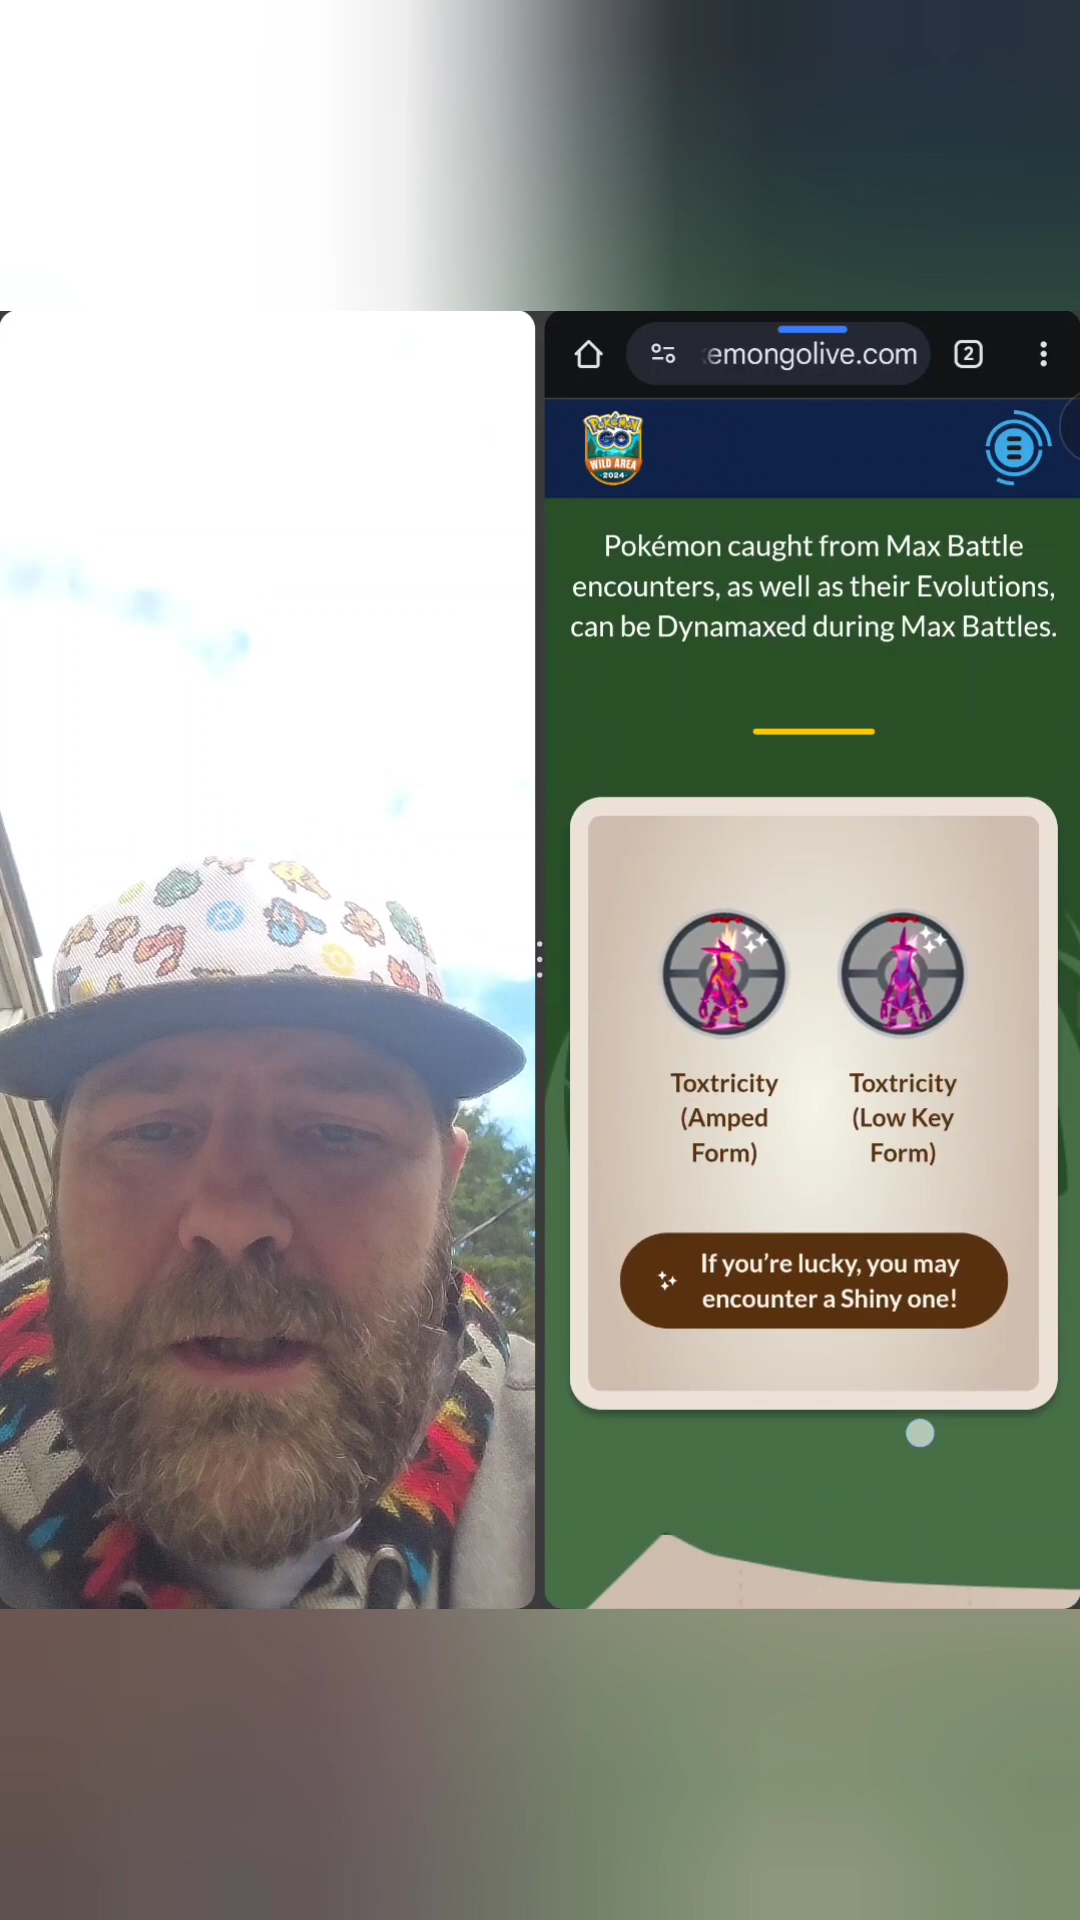 emongolive.com
2
POKÉMON
GO
WILD AREA
2024
Pokémon caught from Max Battle
encounters, as well as their Evolutions,
can be Dynamaxed during Max Battles.
Toxtricity
(Amped
Form)
Toxtricity
(Low Key
Form)
If you’re lucky, you may
encounter a Shiny one!